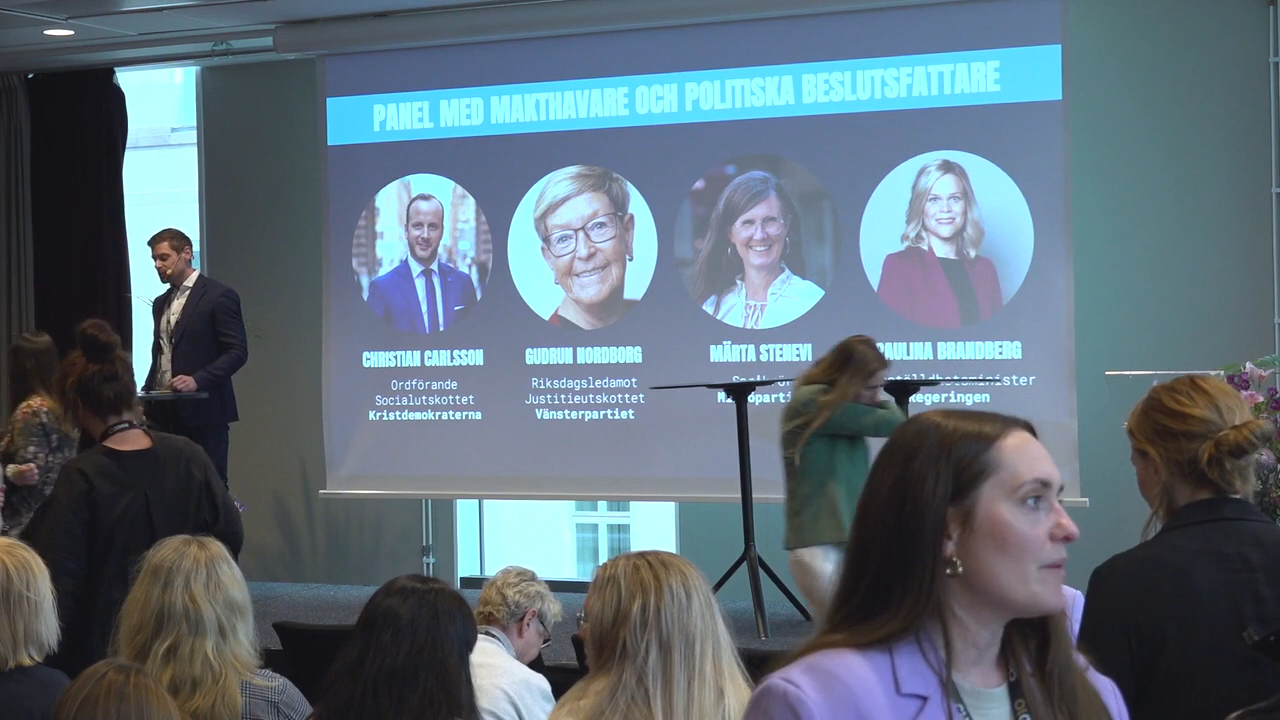 PANEL MED MAKTHAVARE OCH POLITISKA BESLUTSFATTARE
CHRISTIAN CARLSSON
Ordförande
Socialutskottet
Kristdemokraterna
GUDRUN NORDBORG
Riksdagsledamot
Justitieutskottet
Vänsterpartiet
MÄRTA STENEVI
PAULINA BRANDBERG
Regeringen